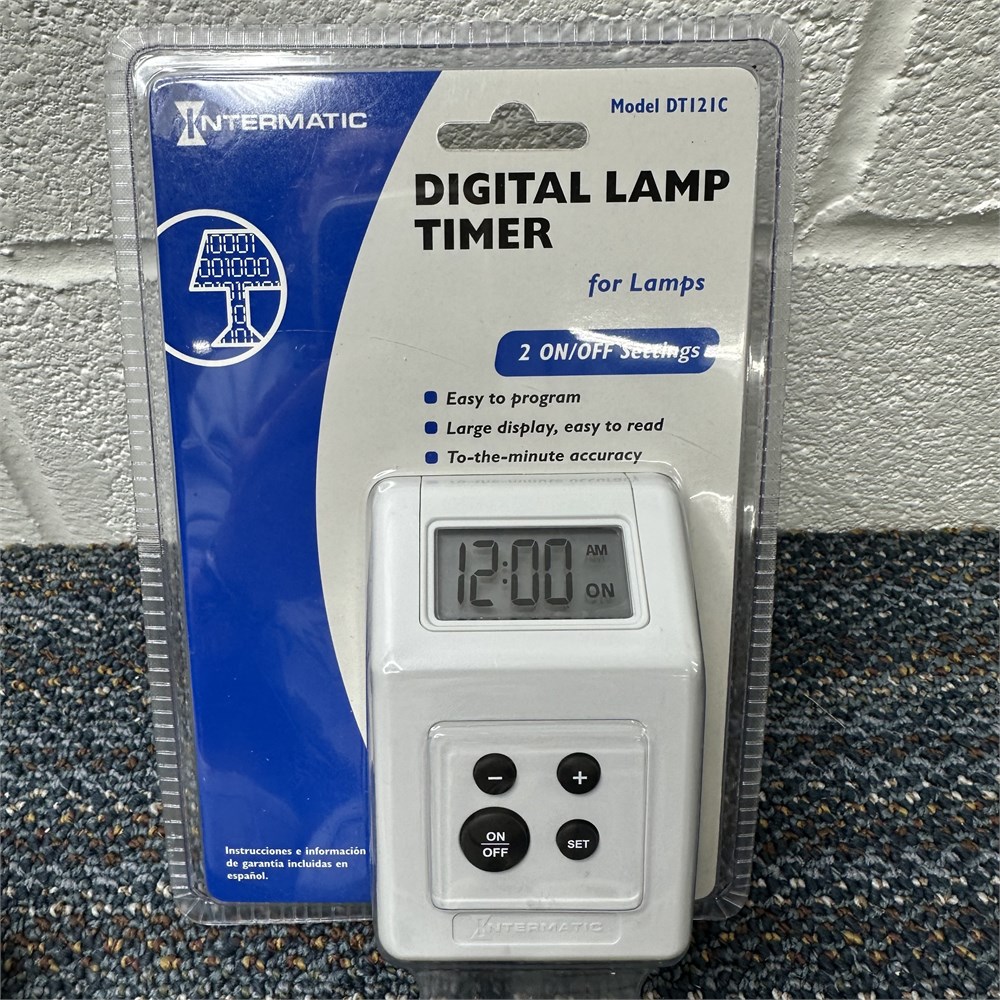 INTERMATIC
Model DT121C
DIGITAL LAMP
TIMER
for Lamps
2 ON/OFF Settings
Easy to program
Large display, easy to read
To-the-minute accuracy
10001
001000
12:00 AM
ON
− +
ON
OFF
SET
INTERMATIC
Instrucciones e información
de garantía incluidas en
español.